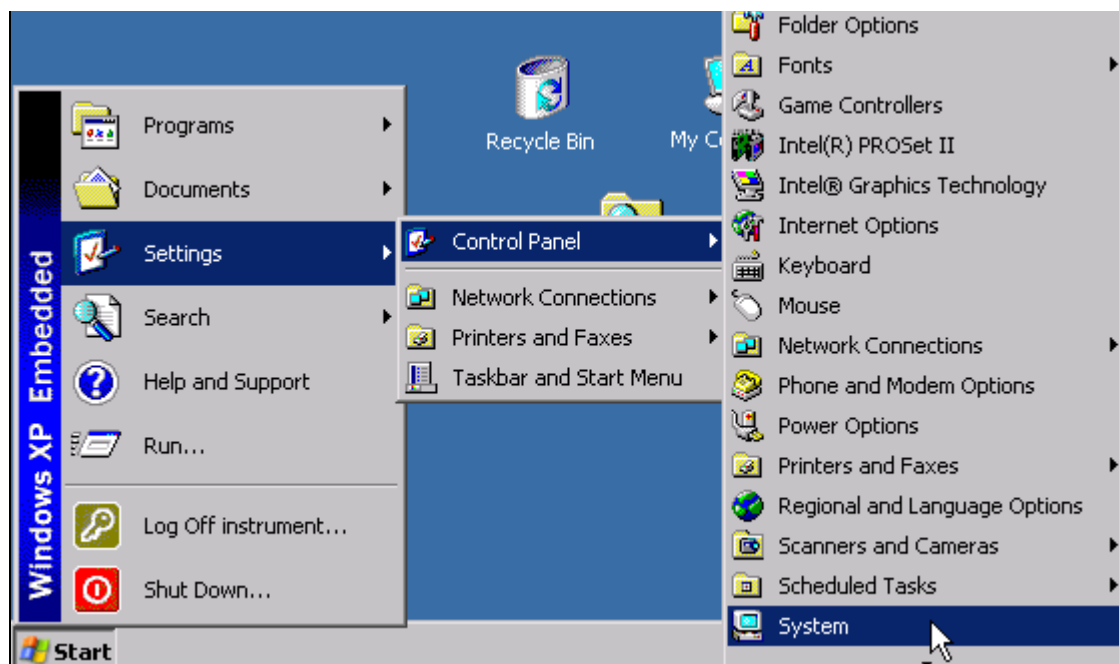 Recycle Bin
My C
Windows XP Embedded
Programs
Documents
Settings
Search
Help and Support
Run...
Log Off instrument...
Shut Down...
Start
Control Panel
Network Connections
Printers and Faxes
Taskbar and Start Menu
Folder Options
Fonts
Game Controllers
Intel(R) PROSet II
Intel® Graphics Technology
Internet Options
Keyboard
Mouse
Network Connections
Phone and Modem Options
Power Options
Printers and Faxes
Regional and Language Options
Scanners and Cameras
Scheduled Tasks
System